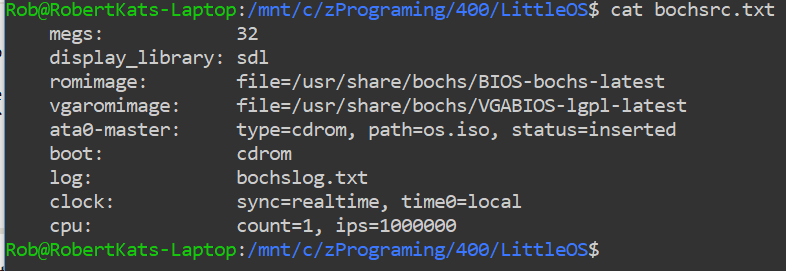 Rob@RobertKats-Laptop:/mnt/c/zPrograming/400/LittleOS$ cat bochsrc.txt
megs: 32
display_library: sdl
romimage: file=/usr/share/bochs/BIOS-bochs-latest
vgaromimage: file=/usr/share/bochs/VGABIOS-lgpl-latest
ata0-master: type=cdrom, path=os.iso, status=inserted
boot: cdrom
log: bochslog.txt
clock: sync=realtime, time0=local
cpu: count=1, ips=1000000
Rob@RobertKats-Laptop:/mnt/c/zPrograming/400/LittleOS$